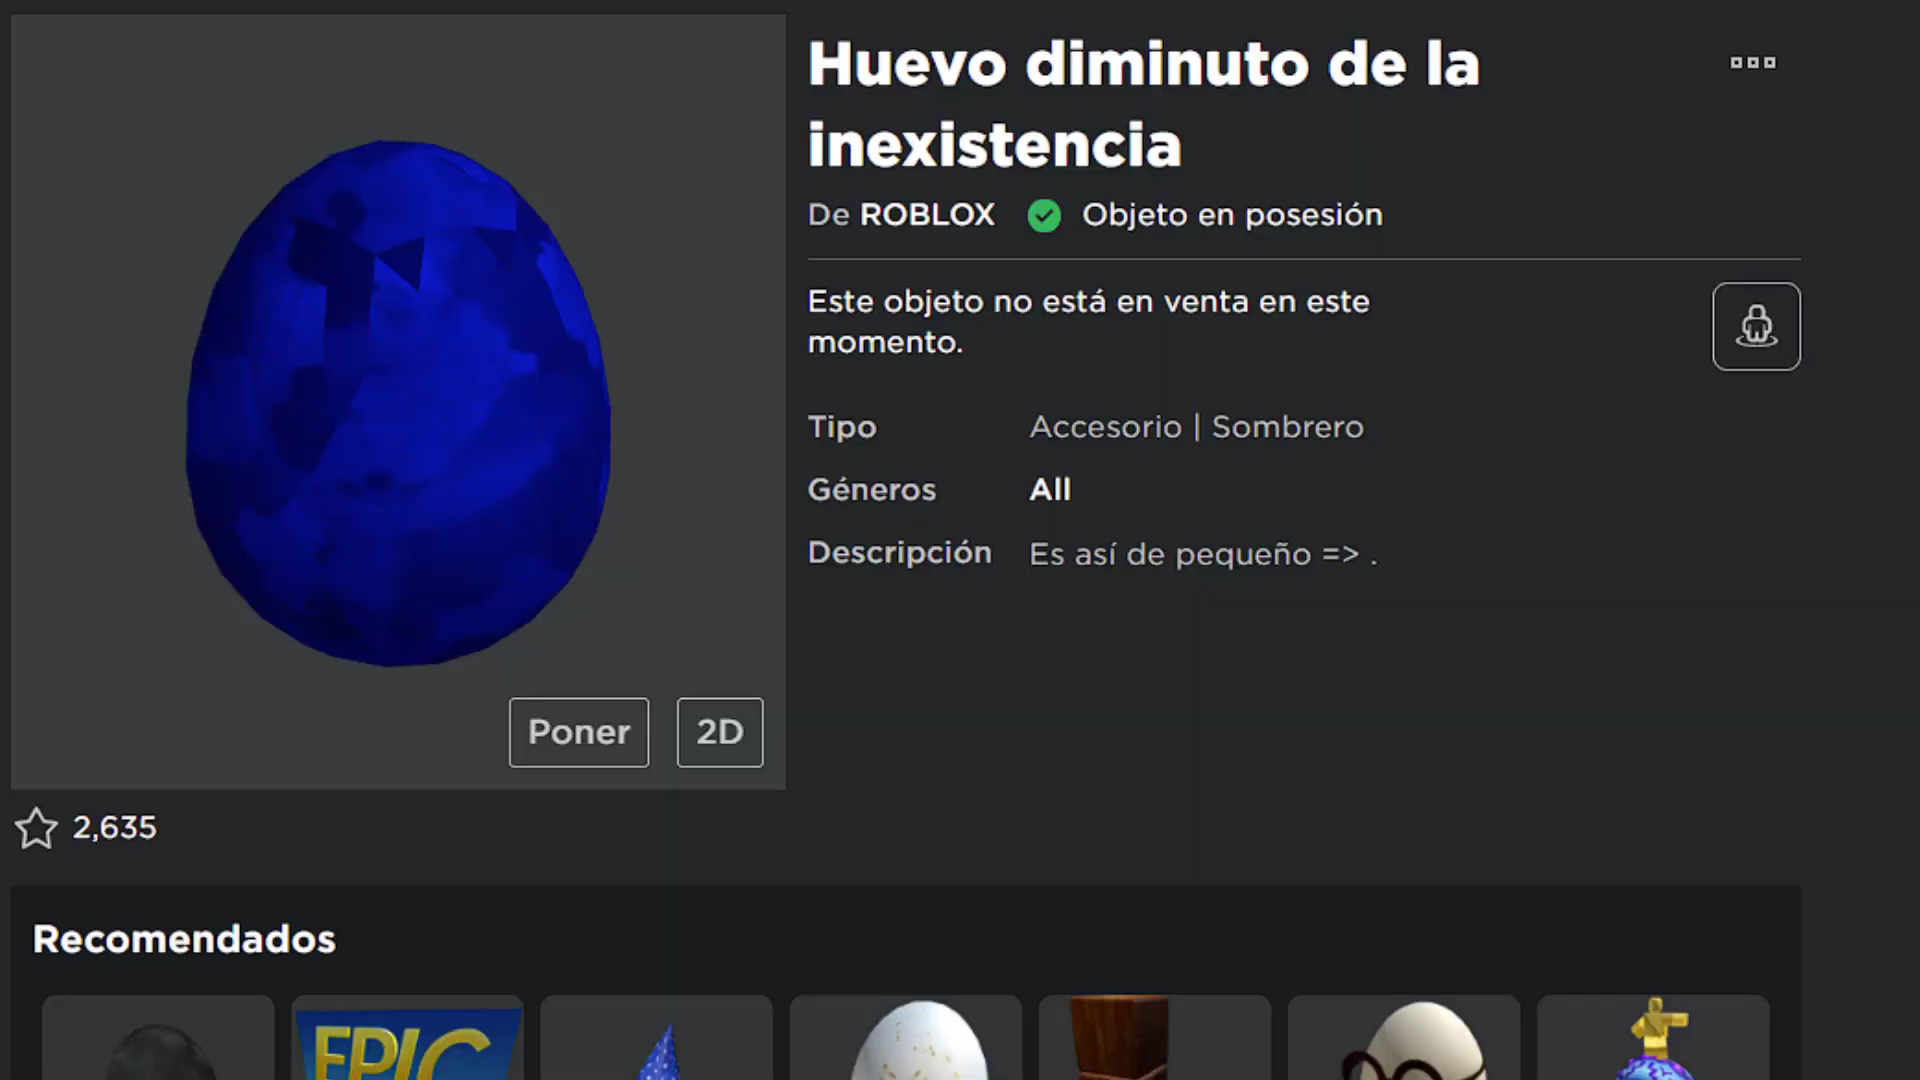 Huevo diminuto de la
inexistencia
De ROBLOX Objeto en posesión
Este objeto no está en venta en este
momento.
Tipo Accesorio | Sombrero
Géneros All
Descripción Es así de pequeño => .
Poner 2D
2,635
Recomendados
EPIC